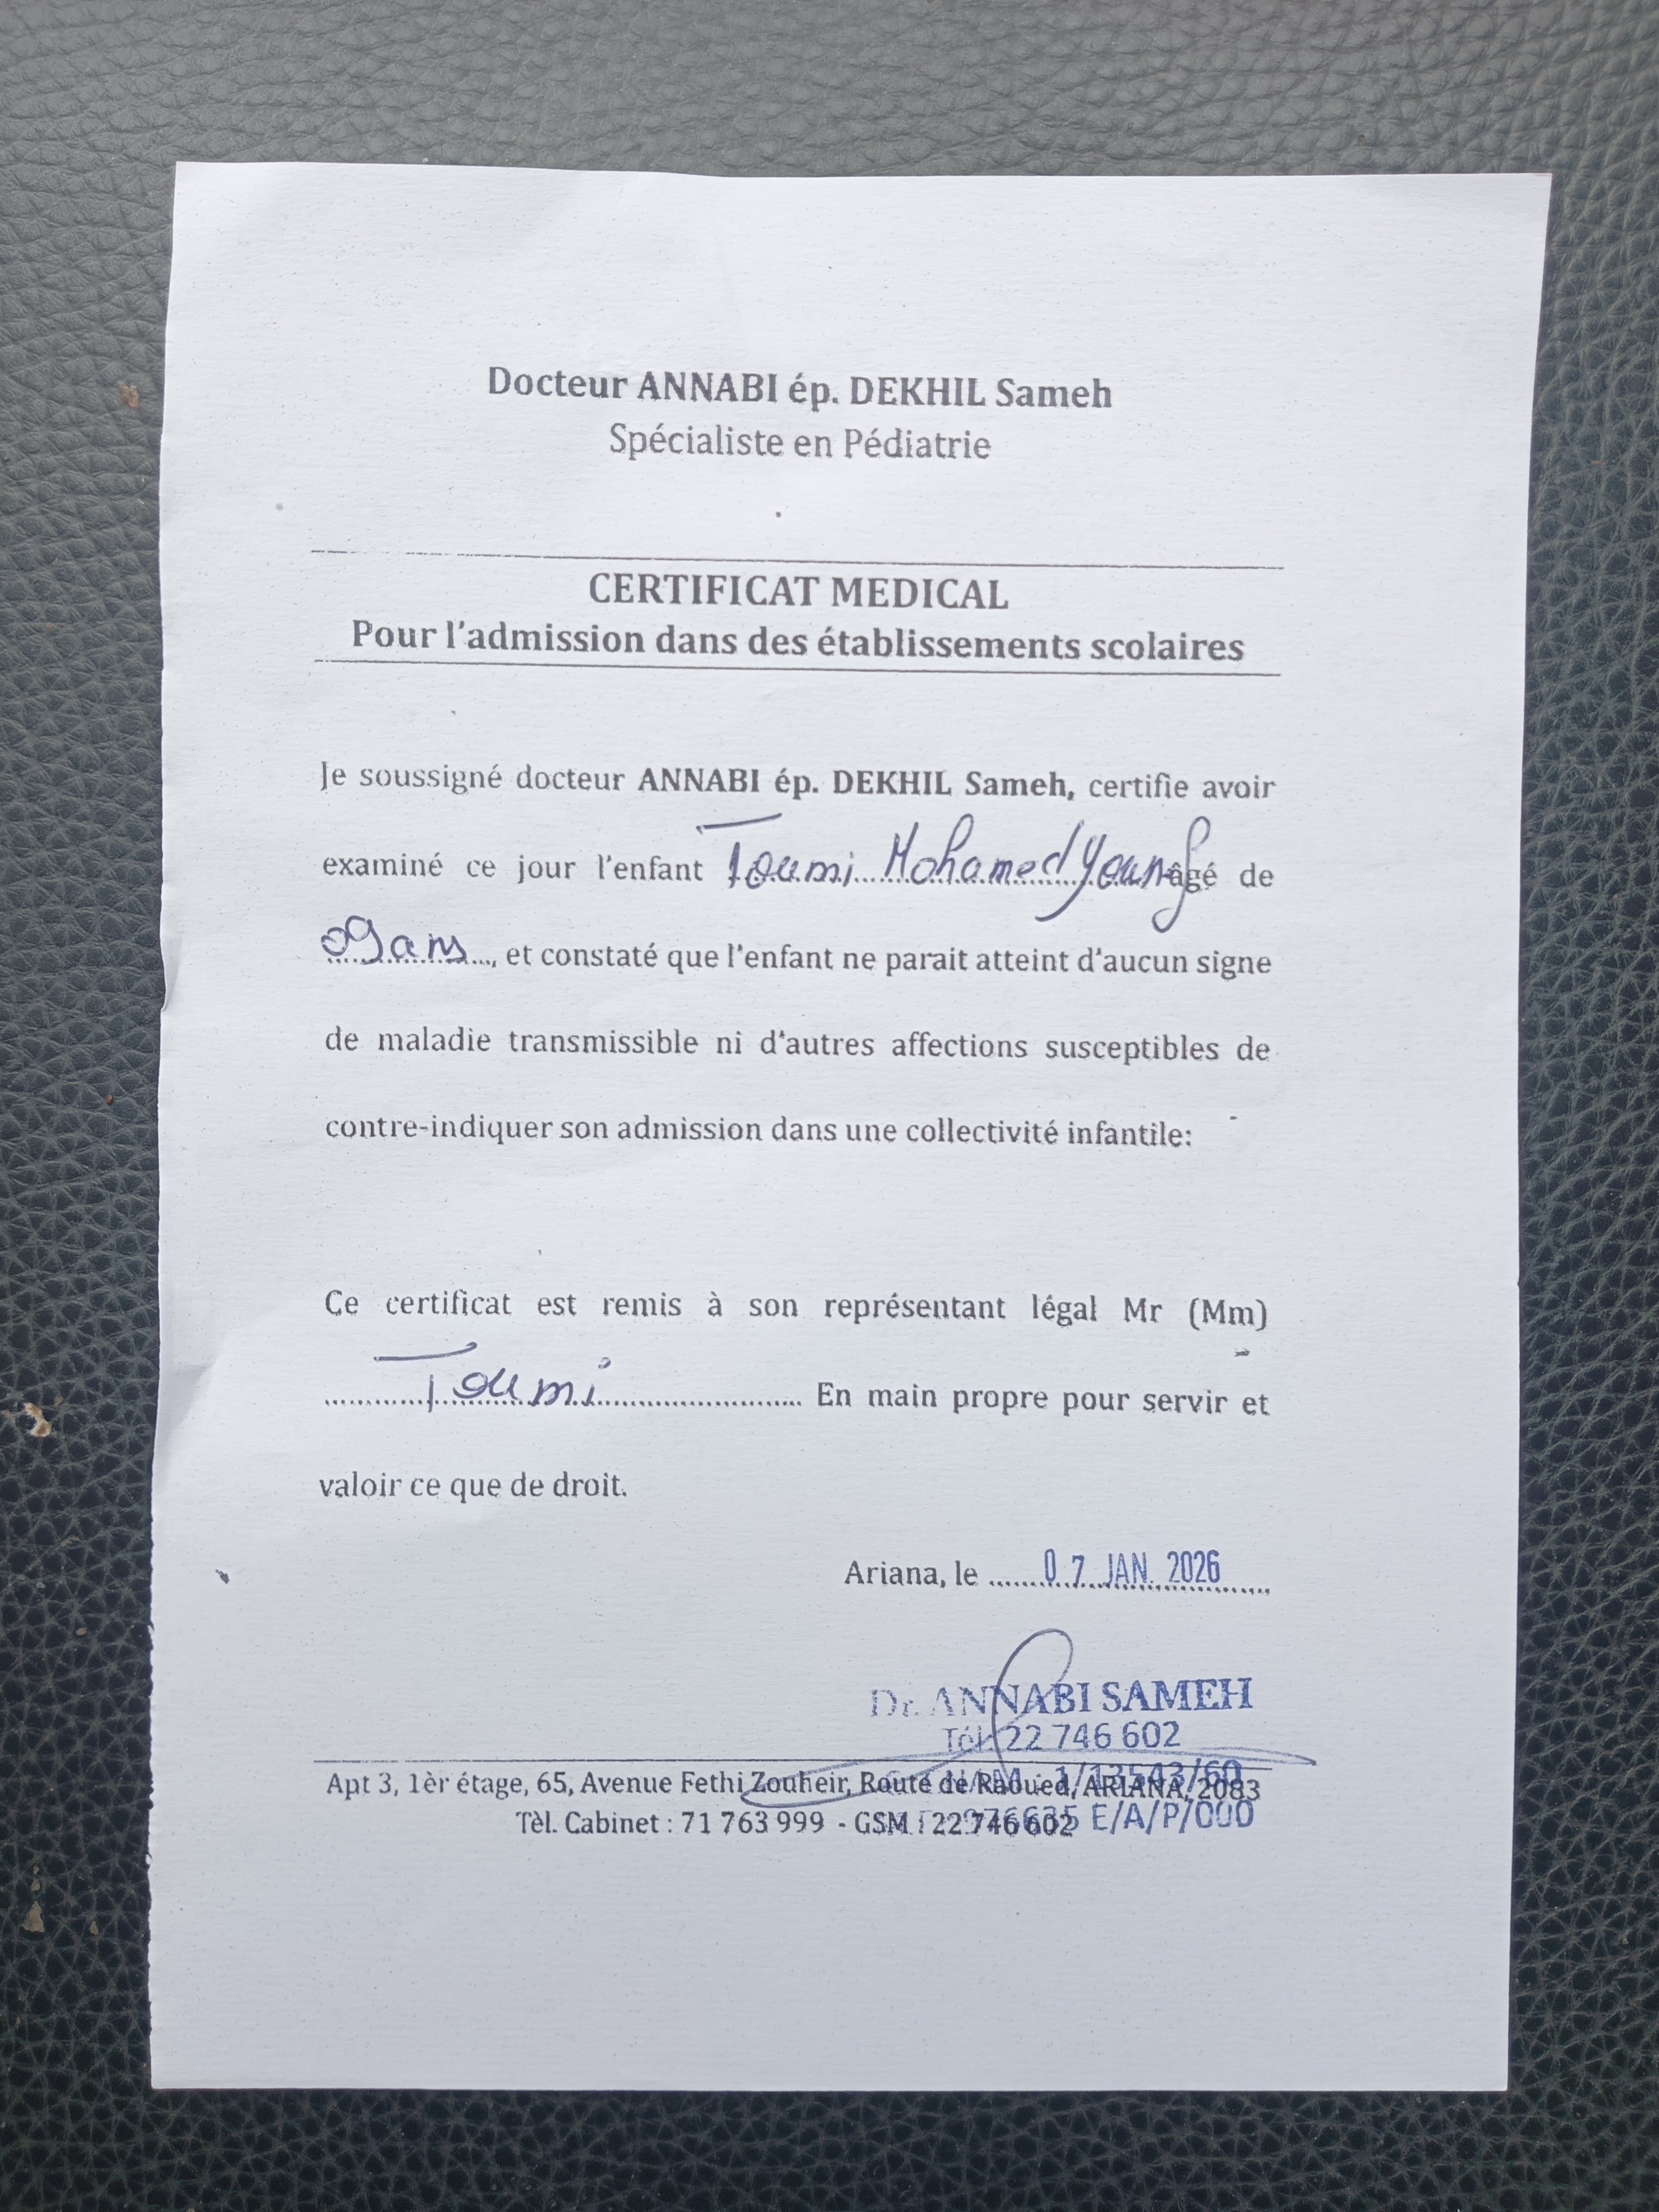 Docteur ANNABI ép. DEKHIL Sameh
Spécialiste en Pédiatrie
CERTIFICAT MEDICAL
Pour l'admission dans des établissements scolaires
Je soussigné docteur ANNABI ép. DEKHIL Sameh, certifie avoir
examiné ce jour l'enfant Toumi Mohamed âgé de
09 ans, et constaté que l'enfant ne parait atteint d'aucun signe
de maladie transmissible ni d'autres affections susceptibles de
contre-indiquer son admission dans une collectivité infantile:
Ce certificat est remis à son représentant légal Mr (Mm)
Toumi En main propre pour servir et
valoir ce que de droit.
Ariana, le 07 JAN. 2026
Dr. ANNABI SAMEH
Tél: 22 746 602
Apt 3, 1èr étage, 65, Avenue Fethi Zouheir, Route de Raoued, ARIANA, 2083
Tèl. Cabinet : 71 763 999 - GSM : 22 746 602
E/A/P/000